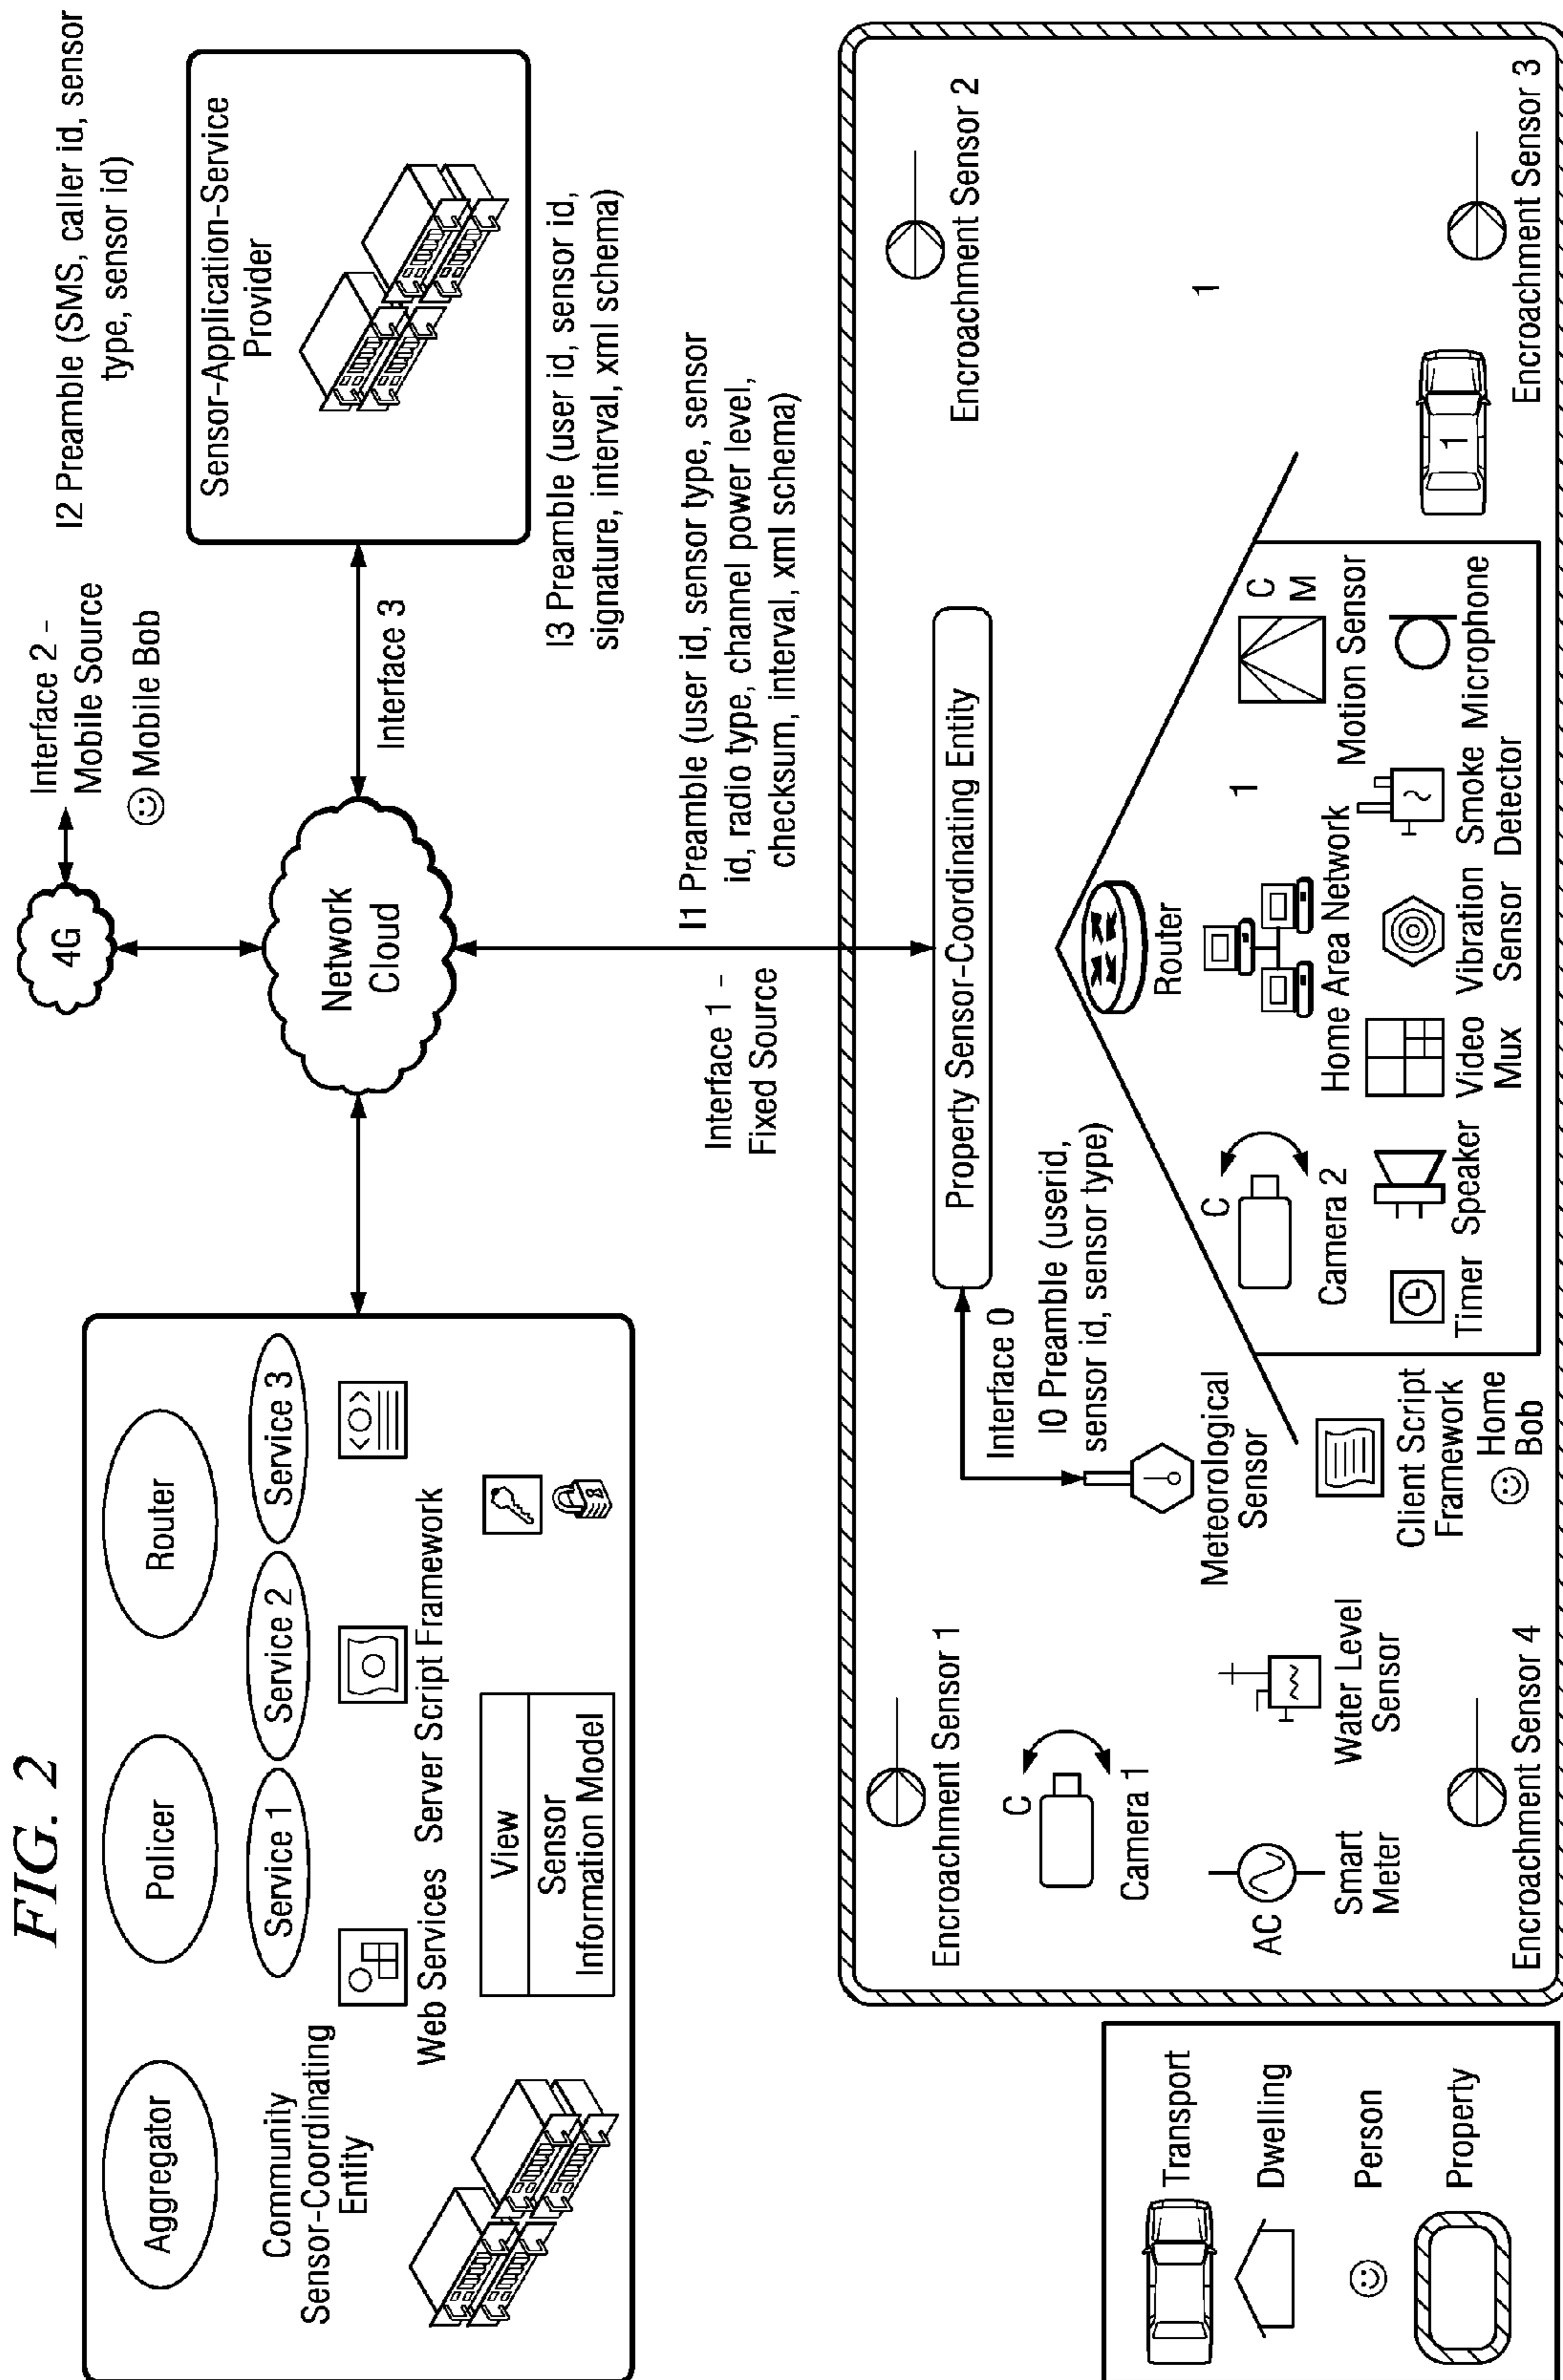 FIG. 2
Aggregator
Policer
Router
Community
Sensor-Coordinating
Entity
Service 1
Service 2
Service 3
Web Services
Server Script Framework
View
Sensor
Information Model
4G
Interface 2 -
Mobile Source
Mobile Bob
I2 Preamble (SMS, caller id, sensor
type, sensor id)
Network
Cloud
Interface 3
Sensor-Application-Service
Provider
I3 Preamble (user id, sensor id,
signature, interval, xml schema)
Interface 1 -
Fixed Source
I1 Preamble (user id, sensor type, sensor
id, radio type, channel power level,
checksum, interval, xml schema)
Transport
Dwelling
Person
Property
Encroachment Sensor 1
C
Camera 1
AC
Smart
Meter
Water Level
Sensor
Encroachment Sensor 4
Property Sensor-Coordinating Entity
Interface 0
I0 Preamble (userid,
sensor id, sensor type)
Meteorological
Sensor
Client Script
Framework
Home
Bob
Router
C
Camera 2
Home Area Network
1
C
M
Motion Sensor
Timer
Speaker
Video
Mux
Vibration
Sensor
Smoke
Detector
Microphone
Encroachment Sensor 2
1
1
Encroachment Sensor 3